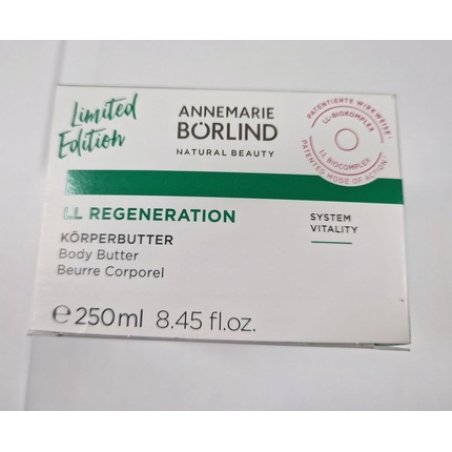 Limited
Edition
ANNEMARIE
BÖRLIND
NATURAL BEAUTY
PATENTIERTE WIRKWEISE!
LL-BIOKOMPLEX
LL BIOCOMPLEX
PATENTED MODE OF ACTION!
LL REGENERATION
KÖRPERBUTTER
Body Butter
Beurre Corporel
SYSTEM
VITALITY
℮ 250ml 8.45 fl.oz.